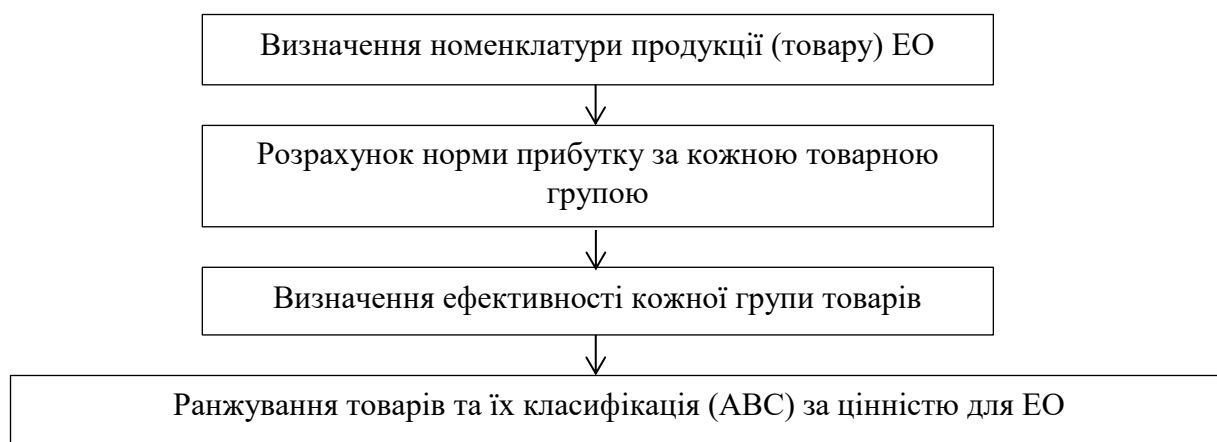 Визначення номенклатури продукції (товару) ЕО
Розрахунок норми прибутку за кожною товарною
групою
Визначення ефективності кожної групи товарів
Ранжування товарів та їх класифікація (АВС) за цінністю для ЕО